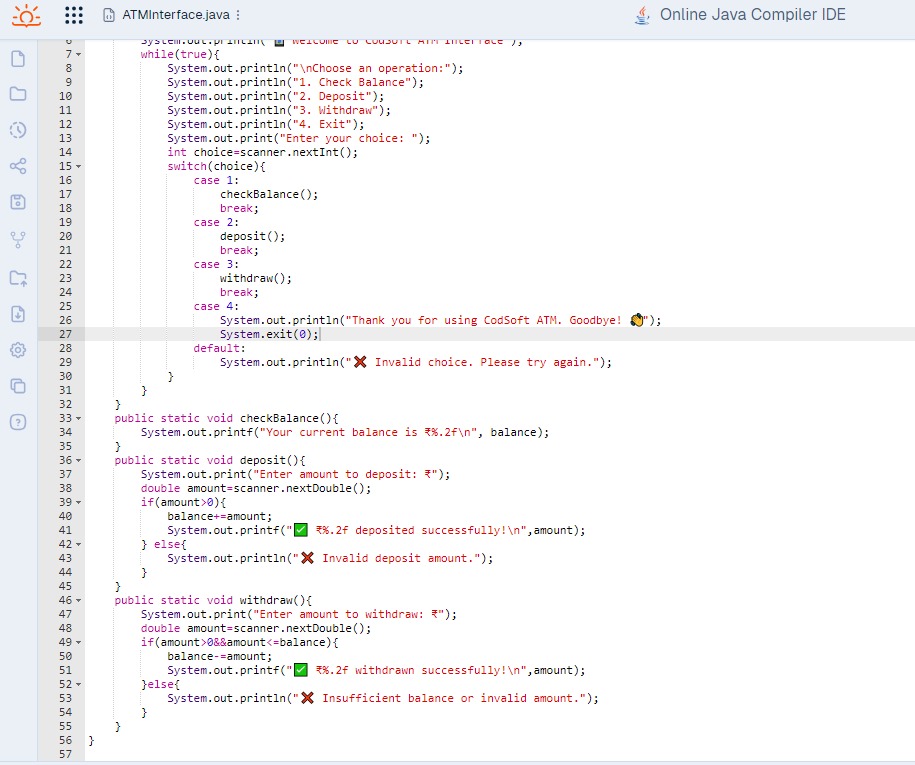 ATMInterface.java
Online Java Compiler IDE
6 System.out.println("🏧 Welcome to CodSoft ATM Interface");
7 while(true){
8 System.out.println("\nChoose an operation:");
9 System.out.println("1. Check Balance");
10 System.out.println("2. Deposit");
11 System.out.println("3. Withdraw");
12 System.out.println("4. Exit");
13 System.out.print("Enter your choice: ");
14 int choice=scanner.nextInt();
15 switch(choice){
16 case 1:
17 checkBalance();
18 break;
19 case 2:
20 deposit();
21 break;
22 case 3:
23 withdraw();
24 break;
25 case 4:
26 System.out.println("Thank you for using CodSoft ATM. Goodbye! 👋");
27 System.exit(0);
28 default:
29 System.out.println("❌ Invalid choice. Please try again.");
30 }
31 }
32 }
33 public static void checkBalance(){
34 System.out.printf("Your current balance is ₹%.2f\n", balance);
35 }
36 public static void deposit(){
37 System.out.print("Enter amount to deposit: ₹");
38 double amount=scanner.nextDouble();
39 if(amount>0){
40 balance+=amount;
41 System.out.printf("✅ ₹%.2f deposited successfully!\n",amount);
42 } else{
43 System.out.println("❌ Invalid deposit amount.");
44 }
45 }
46 public static void withdraw(){
47 System.out.print("Enter amount to withdraw: ₹");
48 double amount=scanner.nextDouble();
49 if(amount>0&&amount<=balance){
50 balance-=amount;
51 System.out.printf("✅ ₹%.2f withdrawn successfully!\n",amount);
52 }else{
53 System.out.println("❌ Insufficient balance or invalid amount.");
54 }
55 }
56 }
57